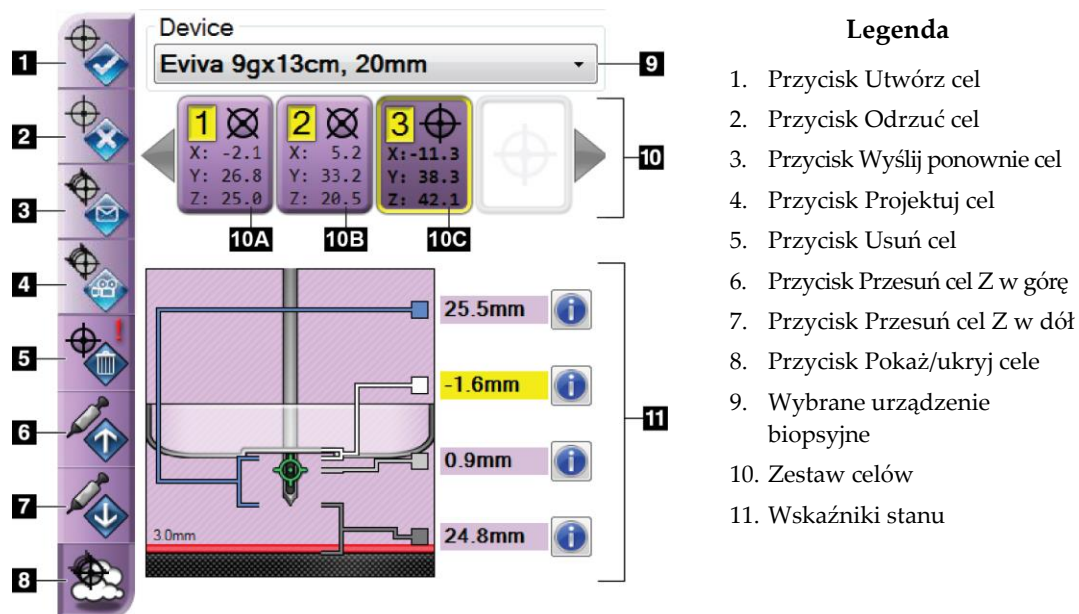 Device
Eviva 9gx13cm, 20mm
1
2
3
4
5
6
7
8
9
10
11
1
X: -2.1
Y: 26.8
Z: 25.0
2
X: 5.2
Y: 33.2
Z: 20.5
3
X:-11.3
Y: 38.3
Z: 42.1
10A
10B
10C
25.5mm
-1.6mm
0.9mm
24.8mm
3.0mm
Legenda
1. Przycisk Utwórz cel
2. Przycisk Odrzuć cel
3. Przycisk Wyślij ponownie cel
4. Przycisk Projektuj cel
5. Przycisk Usuń cel
6. Przycisk Przesuń cel Z w górę
7. Przycisk Przesuń cel Z w dół
8. Przycisk Pokaż/ukryj cele
9. Wybrane urządzenie
biopsyjne
10. Zestaw celów
11. Wskaźniki stanu